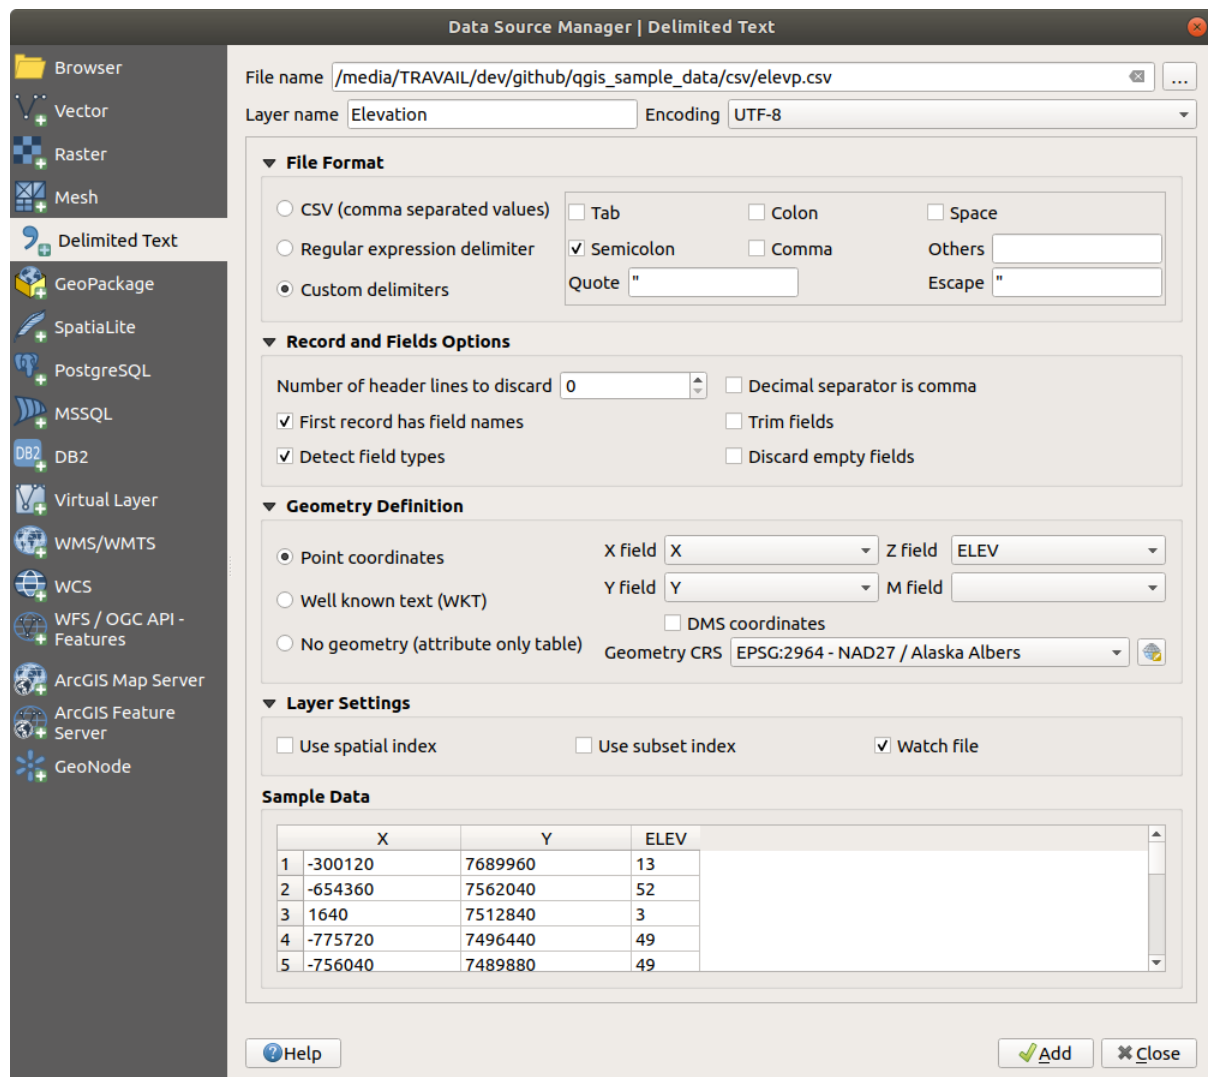 Data Source Manager | Delimited Text
Browser
Vector
Raster
Mesh
Delimited Text
GeoPackage
SpatiaLite
PostgreSQL
MSSQL
DB2
DB2
Virtual Layer
WMS/WMTS
WCS
WFS / OGC API -
Features
ArcGIS Map Server
ArcGIS Feature
Server
GeoNode
File name /media/TRAVAIL/dev/github/qgis_sample_data/csv/elevp.csv ...
Layer name Elevation Encoding UTF-8
File Format
CSV (comma separated values) Tab Colon Space
Regular expression delimiter Semicolon Comma Others
Custom delimiters Quote " Escape "
Record and Fields Options
Number of header lines to discard 0 Decimal separator is comma
First record has field names Trim fields
Detect field types Discard empty fields
Geometry Definition
Point coordinates X field X Z field ELEV
Well known text (WKT) Y field Y M field
DMS coordinates
No geometry (attribute only table) Geometry CRS EPSG:2964 - NAD27 / Alaska Albers
Layer Settings
Use spatial index Use subset index Watch file
Sample Data
X Y ELEV
1 -300120 7689960 13
2 -654360 7562040 52
3 1640 7512840 3
4 -775720 7496440 49
5 -756040 7489880 49
?Help Add Close